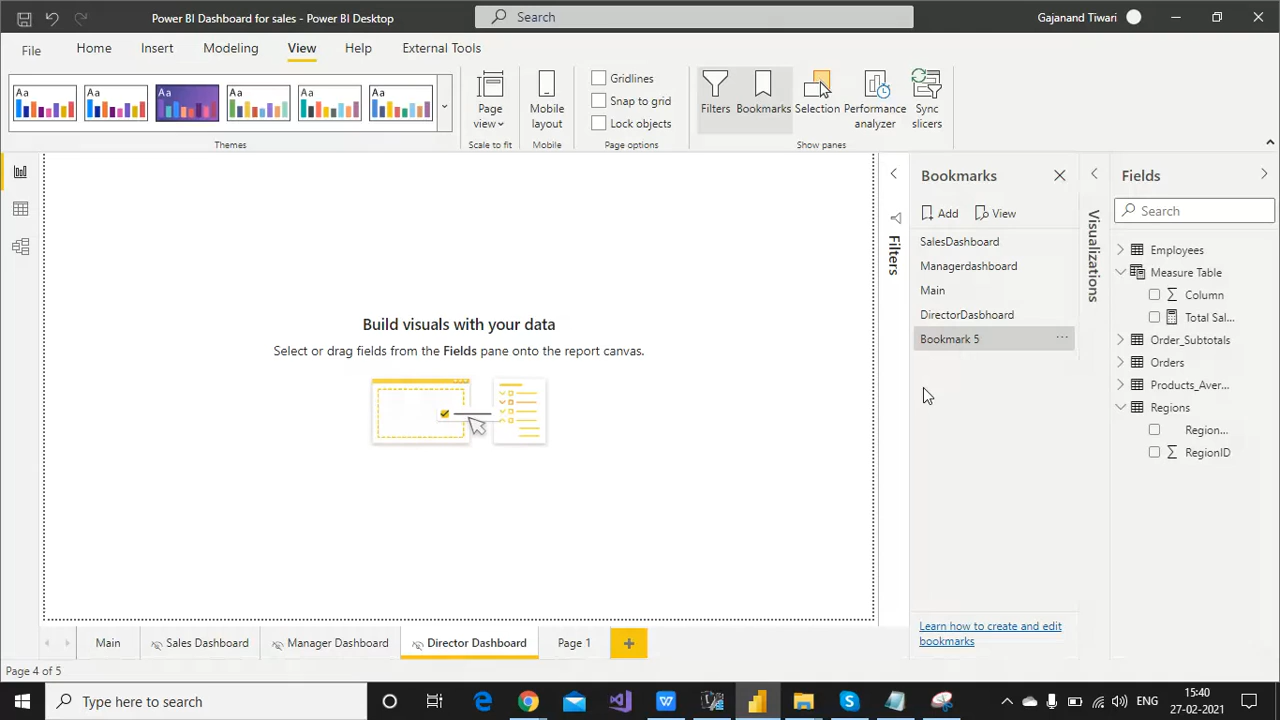 Power BI Dashboard for sales - Power BI Desktop
Search
Gajanand Tiwari
File
Home
Insert
Modeling
View
Help
External Tools
Aa
Aa
Aa
Aa
Aa
Aa
Page view
Mobile layout
Gridlines
Snap to grid
Lock objects
Filters
Bookmarks
Selection
Performance analyzer
Sync slicers
Themes
Scale to fit
Mobile
Page options
Show panes
Build visuals with your data
Select or drag fields from the Fields pane onto the report canvas.
Filters
Bookmarks
Add
View
SalesDashboard
Managerdashboard
Main
DirectorDasbhoard
Bookmark 5
...
Learn how to create and edit
bookmarks
Visualizations
Fields
Search
Employees
Measure Table
Column
Total Sal...
Order_Subtotals
Orders
Products_Aver...
Regions
Region...
RegionID
Main
Sales Dashboard
Manager Dashboard
Director Dashboard
Page 1
Page 4 of 5
Type here to search
ENG
15:40
27-02-2021